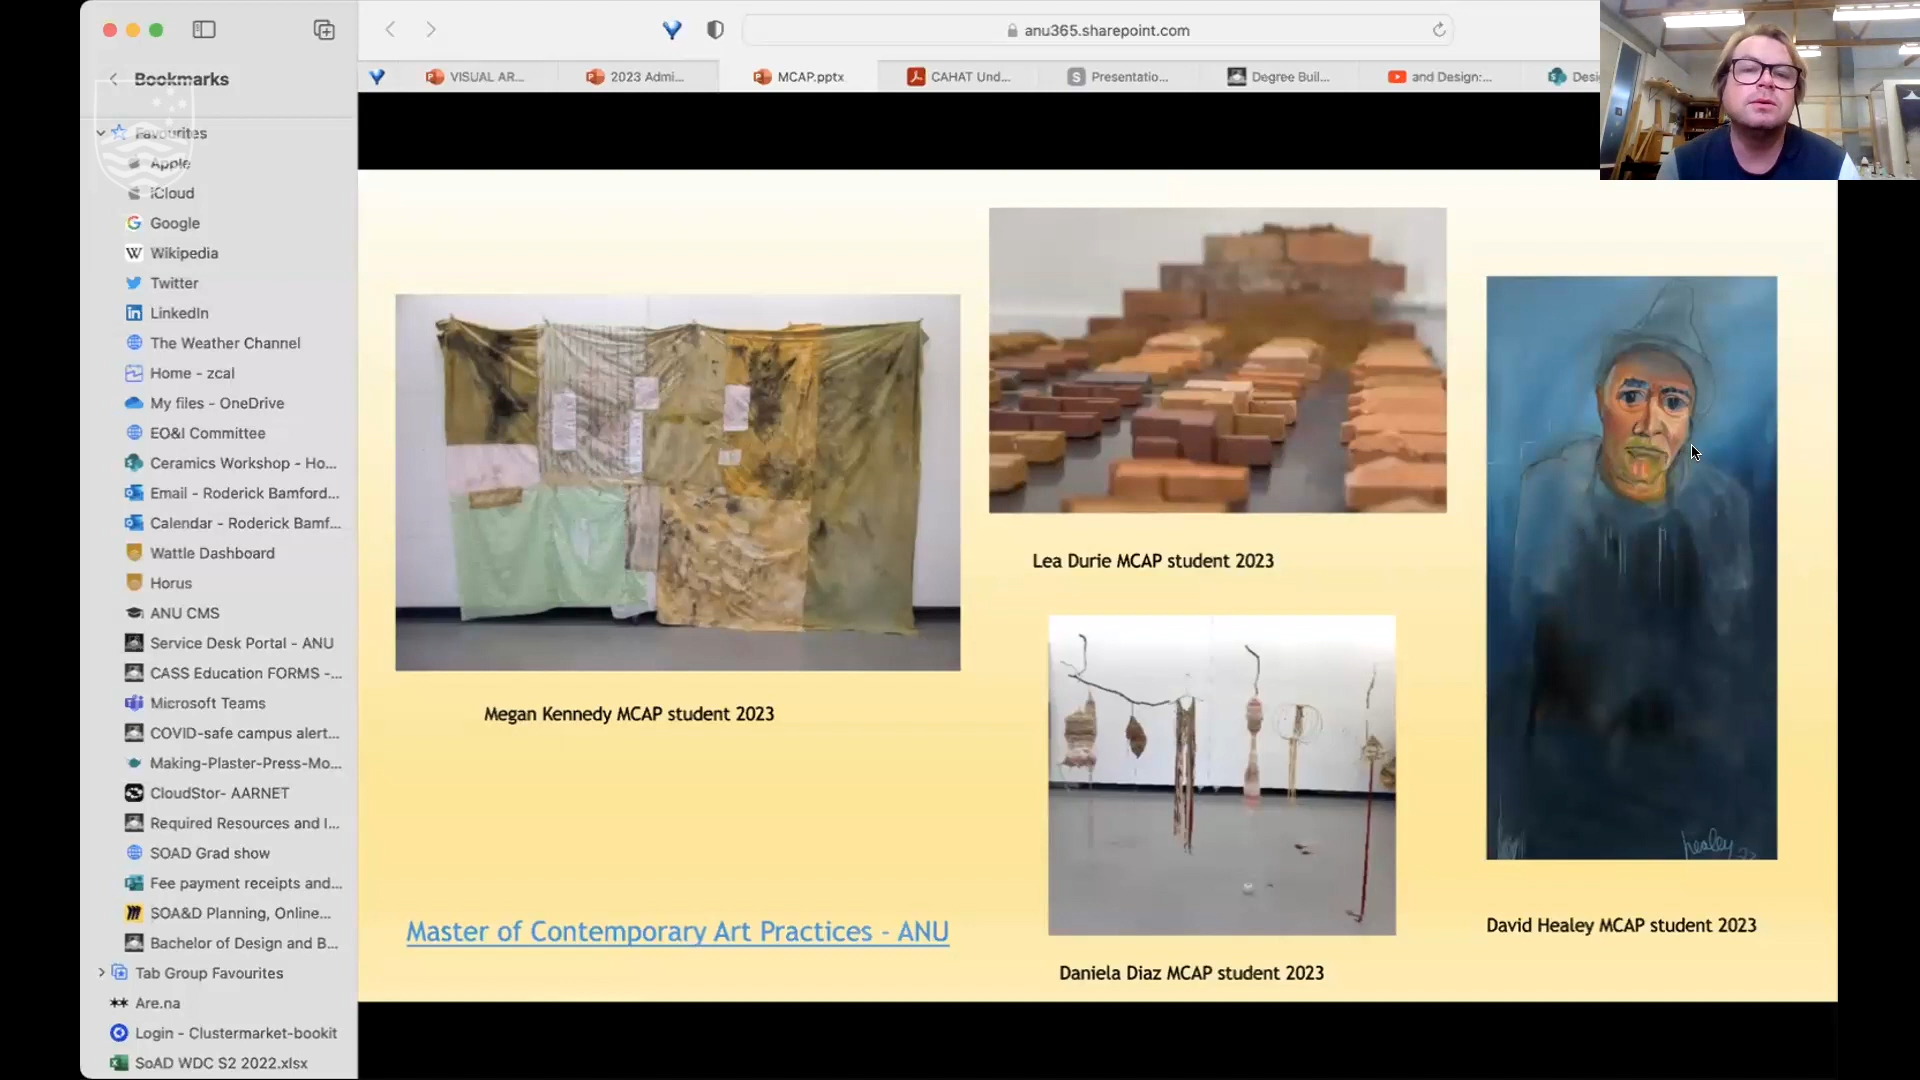 anu365.sharepoint.com
Bookmarks
VISUAL AR...
2023 Admi...
MCAP.pptx
CAHAT Und...
Presentatio...
Degree Buil...
and Design:...
Desi
Favourites
Apple
iCloud
Google
Wikipedia
Twitter
LinkedIn
The Weather Channel
Home - zcal
My files - OneDrive
EO&I Committee
Ceramics Workshop - Ho...
Email - Roderick Bamford...
Calendar - Roderick Bamf...
Wattle Dashboard
Horus
ANU CMS
Service Desk Portal - ANU
CASS Education FORMS -...
Microsoft Teams
COVID-safe campus alert...
Making-Plaster-Press-Mo...
CloudStor- AARNET
Required Resources and I...
SOAD Grad show
Fee payment receipts and...
SOA&D Planning, Online...
Bachelor of Design and B...
Tab Group Favourites
Are.na
Login - Clustermarket-bookit
SoAD WDC S2 2022.xlsx
Lea Durie MCAP student 2023
Megan Kennedy MCAP student 2023
healey
David Healey MCAP student 2023
Master of Contemporary Art Practices - ANU
Daniela Diaz MCAP student 2023